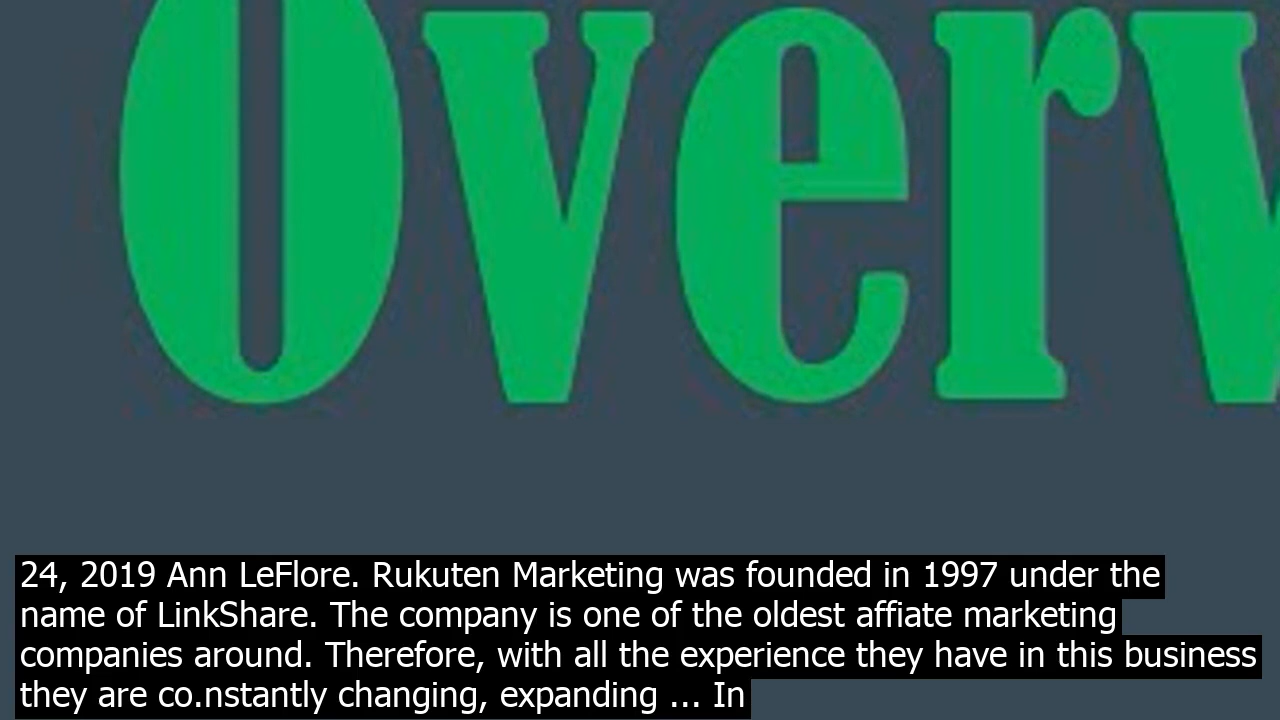 Overv
24, 2019 Ann LeFlore. Rukuten Marketing was founded in 1997 under the
name of LinkShare. The company is one of the oldest affiate marketing
companies around. Therefore, with all the experience they have in this business
they are co.nstantly changing, expanding ... In